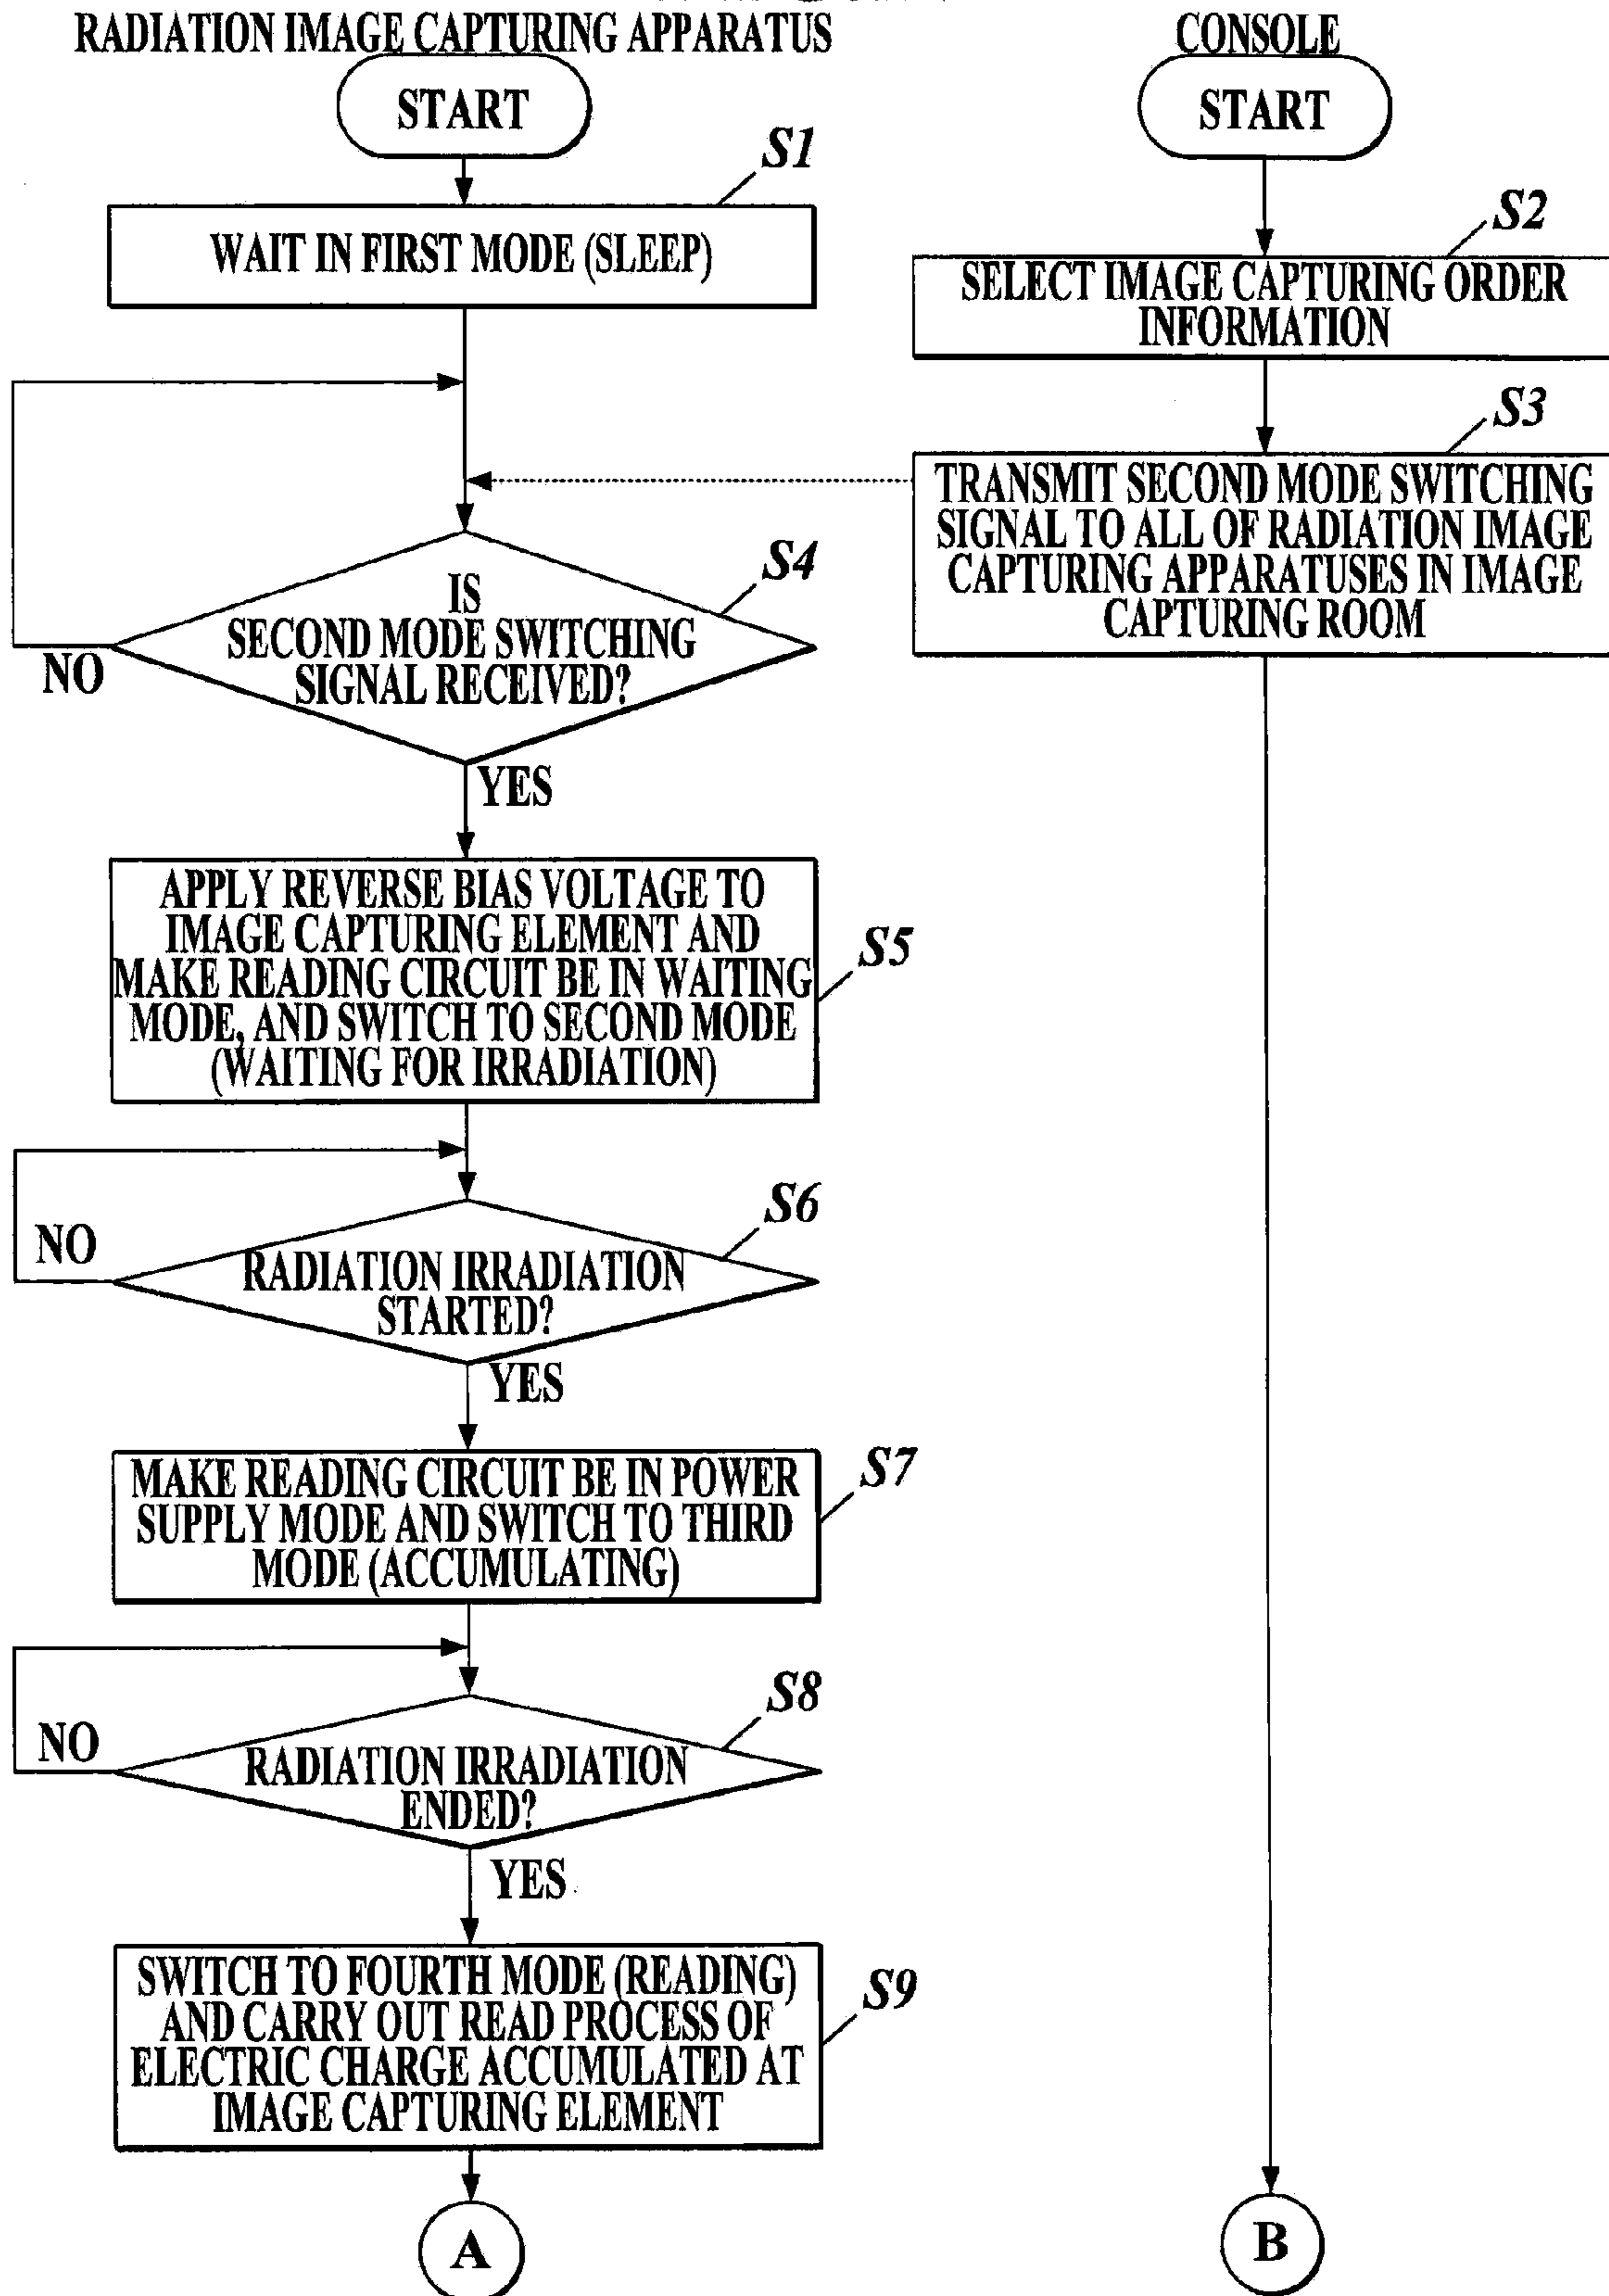 RADIATION IMAGE CAPTURING APPARATUS
START
S1
WAIT IN FIRST MODE (SLEEP)
S4
IS
SECOND MODE SWITCHING
SIGNAL RECEIVED?
NO
YES
APPLY REVERSE BIAS VOLTAGE TO
IMAGE CAPTURING ELEMENT AND
MAKE READING CIRCUIT BE IN WAITING
MODE, AND SWITCH TO SECOND MODE
(WAITING FOR IRRADIATION)
S5
S6
NO
RADIATION IRRADIATION
STARTED?
YES
MAKE READING CIRCUIT BE IN POWER
SUPPLY MODE AND SWITCH TO THIRD
MODE (ACCUMULATING)
S7
S8
NO
RADIATION IRRADIATION
ENDED?
YES
SWITCH TO FOURTH MODE (READING)
AND CARRY OUT READ PROCESS OF
ELECTRIC CHARGE ACCUMULATED AT
IMAGE CAPTURING ELEMENT
S9
A
CONSOLE
START
S2
SELECT IMAGE CAPTURING ORDER
INFORMATION
S3
TRANSMIT SECOND MODE SWITCHING
SIGNAL TO ALL OF RADIATION IMAGE
CAPTURING APPARATUSES IN IMAGE
CAPTURING ROOM
B